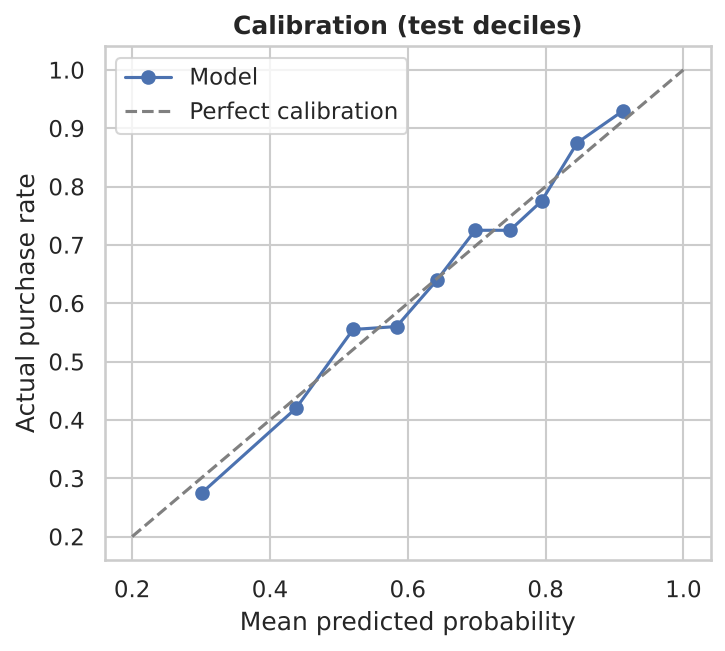 Calibration (test deciles)
Model
Perfect calibration
Actual purchase rate
1.0
0.9
0.8
0.7
0.6
0.5
0.4
0.3
0.2
0.2 0.4 0.6 0.8 1.0
Mean predicted probability